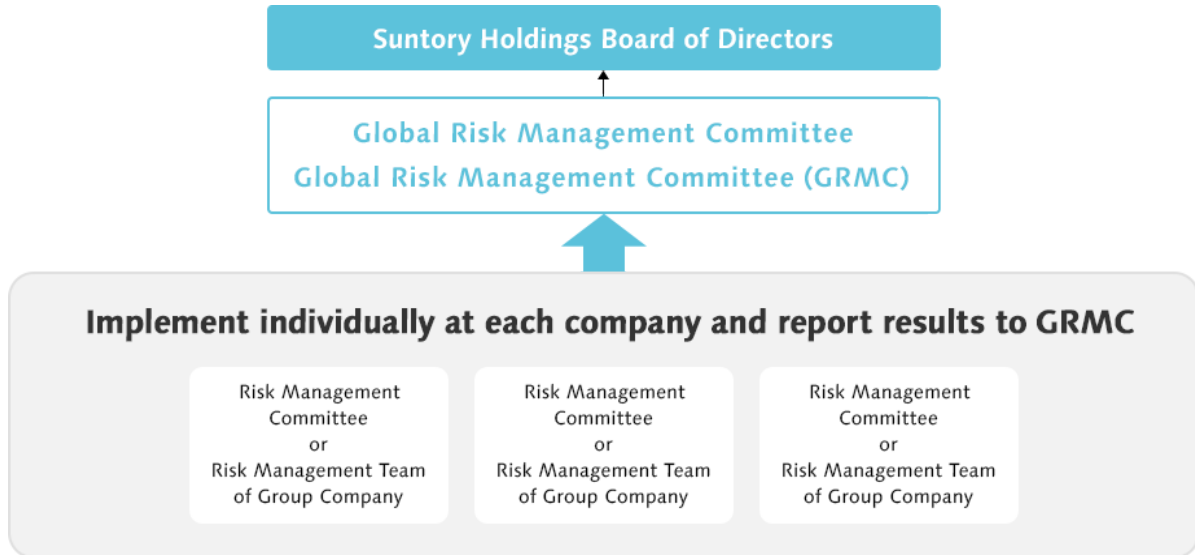 Suntory Holdings Board of Directors
Global Risk Management Committee
Global Risk Management Committee (GRMC)
Implement individually at each company and report results to GRMC
Risk Management
Committee
or
Risk Management Team
of Group Company
Risk Management
Committee
or
Risk Management Team
of Group Company
Risk Management
Committee
or
Risk Management Team
of Group Company